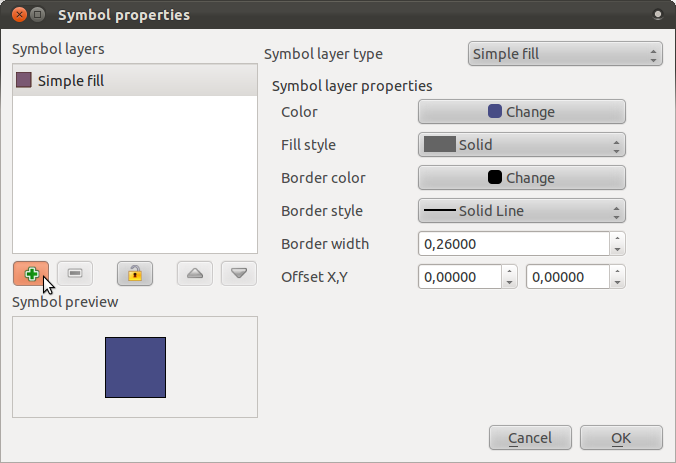 Symbol properties
Symbol layers
Simple fill
Symbol layer type
Simple fill
Symbol layer properties
Color
Change
Fill style
Solid
Border color
Change
Border style
Solid Line
Border width
0,26000
Offset X,Y
0,00000
0,00000
Symbol preview
Cancel
OK